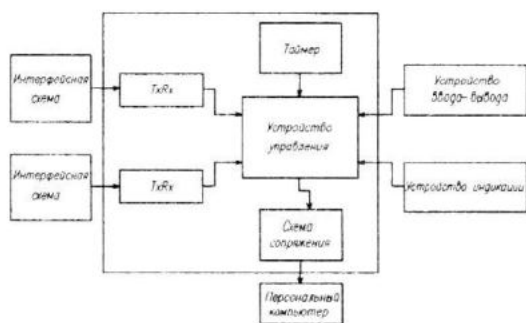 Таймер
Интерфейсная
схема
TxRx
Устройство
ввода-вывода
Устройство
управления
Интерфейсная
схема
TxRx
Устройство индикации
Схема
сопряжения
Персональный
компьютер